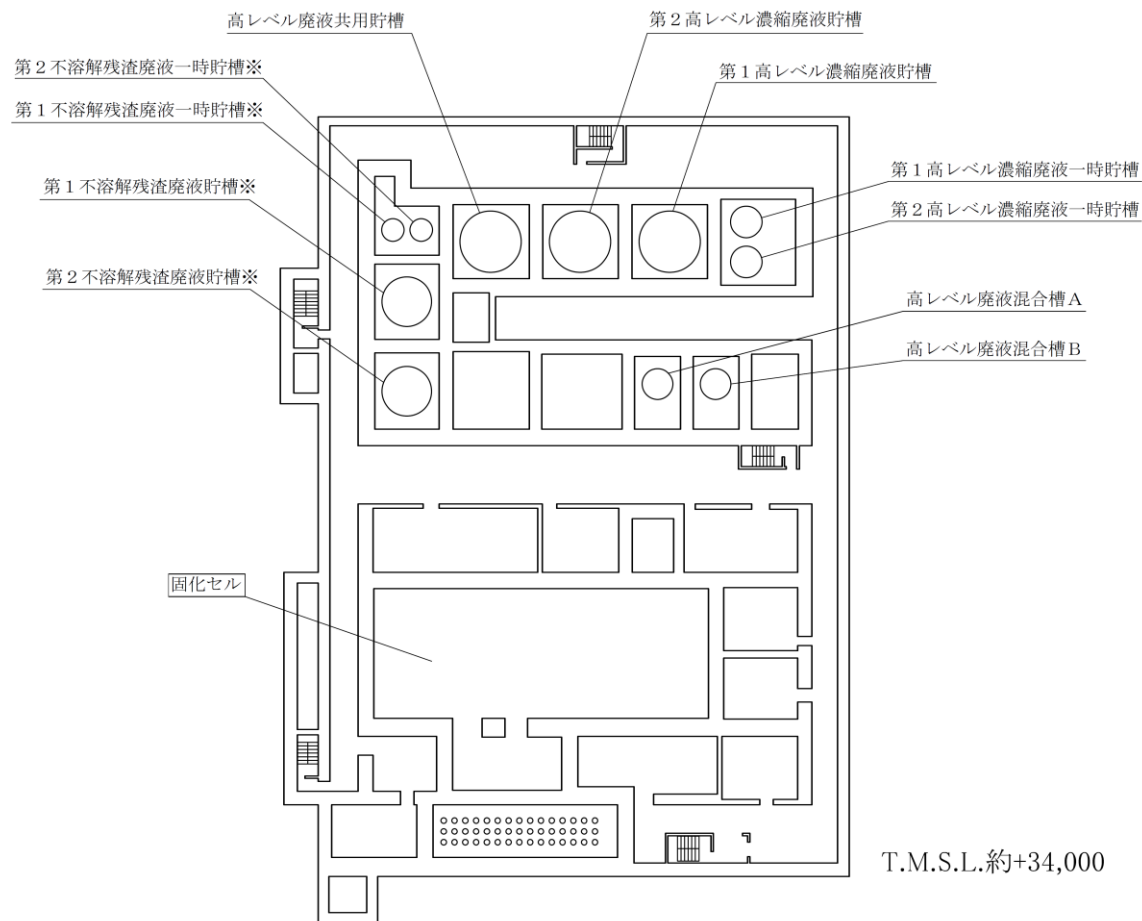 高レベル廃液共用貯槽
第２高レベル濃縮廃液貯槽
第２不溶解残渣廃液一時貯槽※
第１高レベル濃縮廃液貯槽
第１不溶解残渣廃液一時貯槽※
第１高レベル濃縮廃液一時貯槽
第１不溶解残渣廃液貯槽※
第２高レベル濃縮廃液一時貯槽
第２不溶解残渣廃液貯槽※
高レベル廃液混合槽Ａ
高レベル廃液混合槽Ｂ
固化セル
T.M.S.L.約+34,000